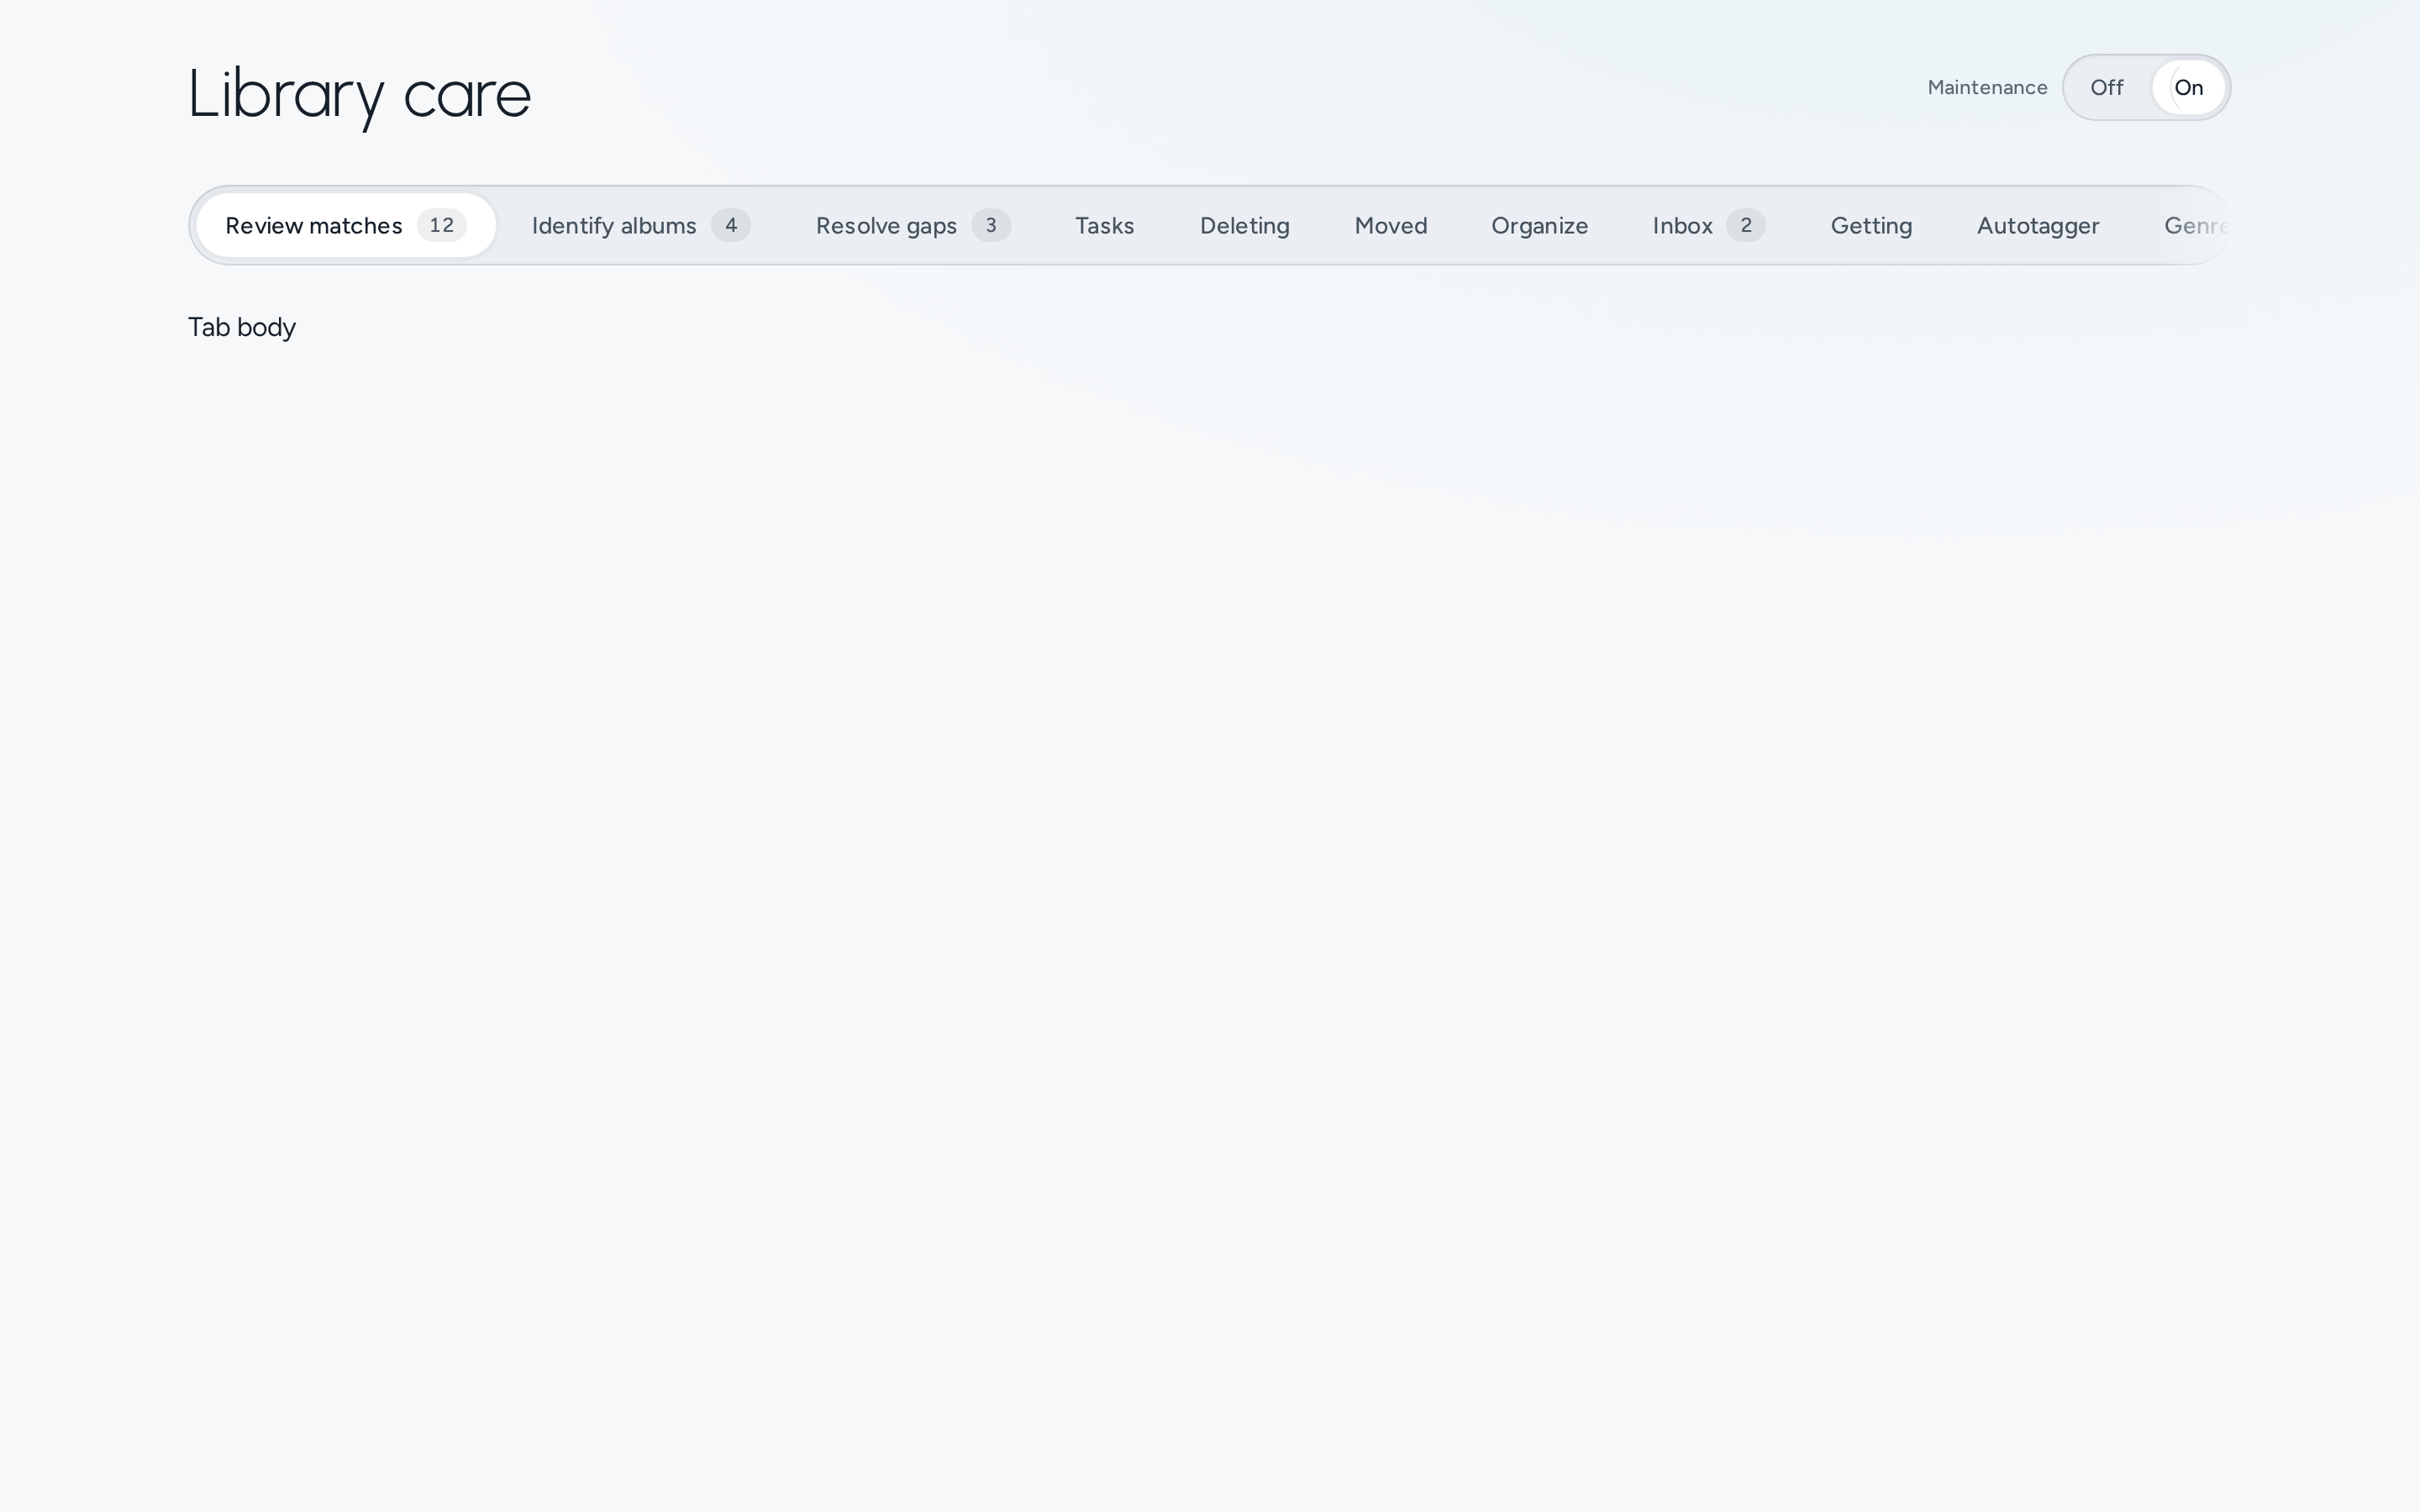 Library care
Maintenance Off On
Review matches 12 Identify albums 4 Resolve gaps 3 Tasks Deleting Moved Organize Inbox 2 Getting Autotagger Genre
Tab body